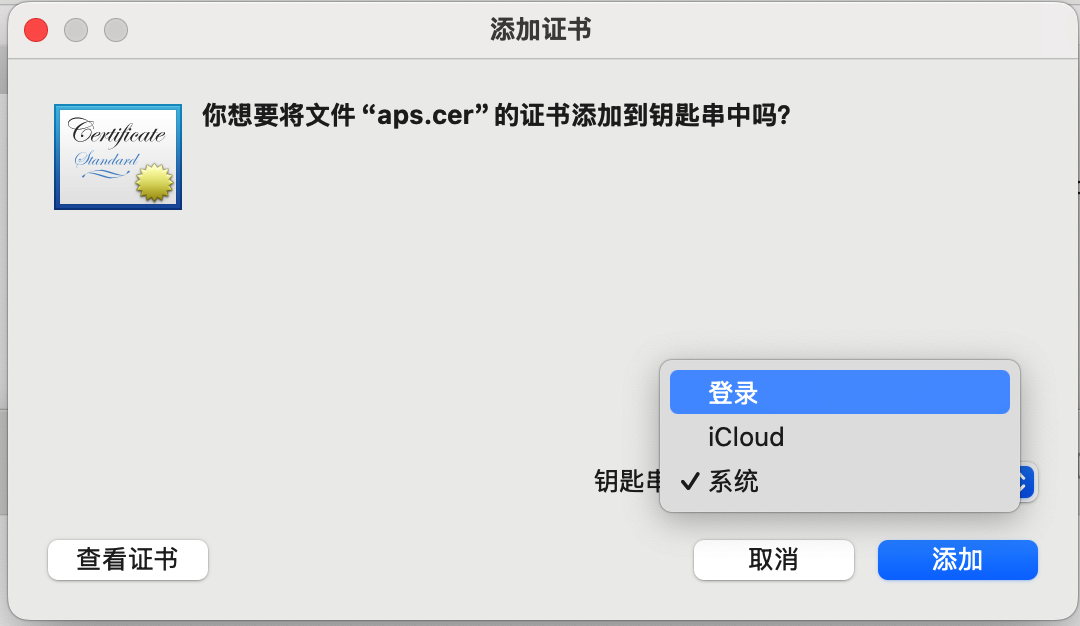 添加证书
Certificate
Standard
你想要将文件“aps.cer”的证书添加到钥匙串中吗？
登录
iCloud
钥匙串
✓ 系统
查看证书
取消
添加